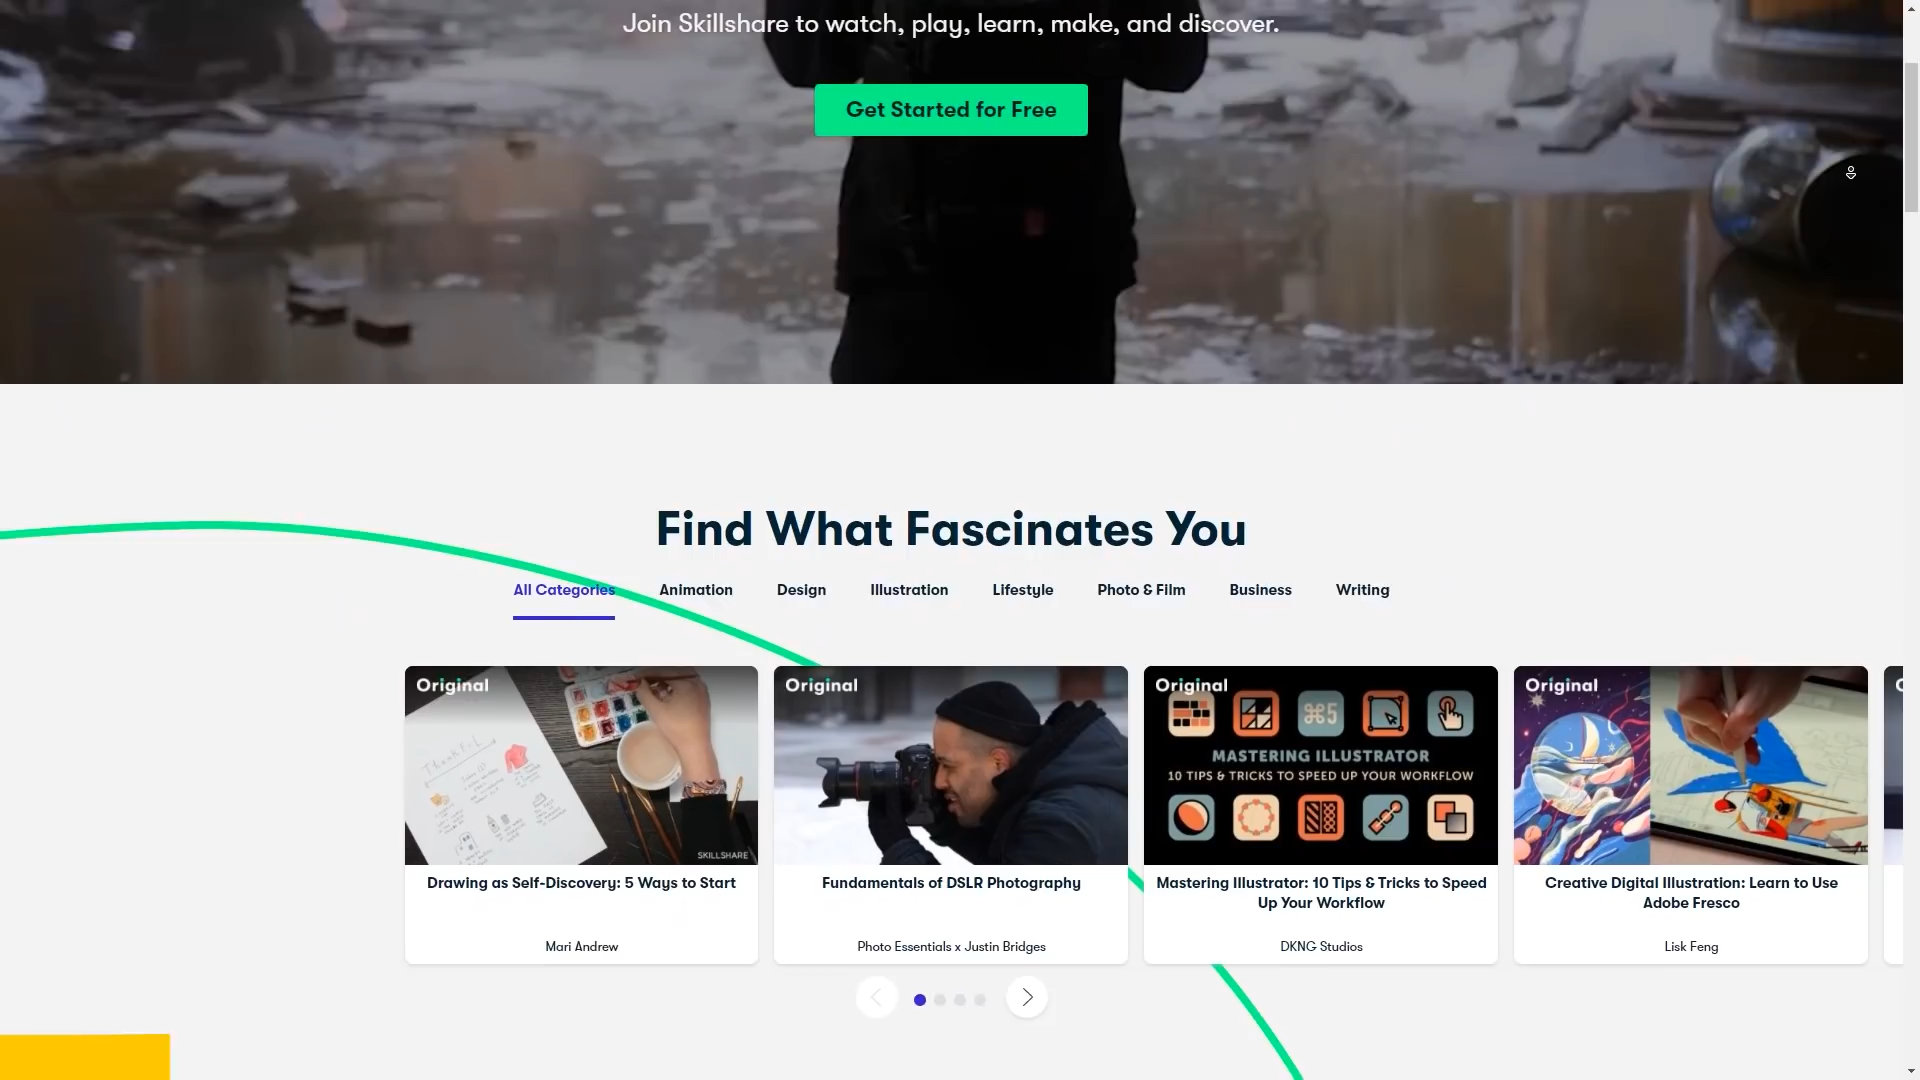 Join Skillshare to watch, play, learn, make, and discover.
Get Started for Free
Find What Fascinates You
All Categories
Animation
Design
Illustration
Lifestyle
Photo & Film
Business
Writing
Original
THANKFUL
SKILLSHARE
Drawing as Self-Discovery: 5 Ways to Start
Mari Andrew
Original
Fundamentals of DSLR Photography
Photo Essentials x Justin Bridges
Original
⌘5
MASTERING ILLUSTRATOR
10 TIPS & TRICKS TO SPEED UP YOUR WORKFLOW
Mastering Illustrator: 10 Tips & Tricks to Speed
Up Your Workflow
DKNG Studios
Original
Creative Digital Illustration: Learn to Use
Adobe Fresco
Lisk Feng